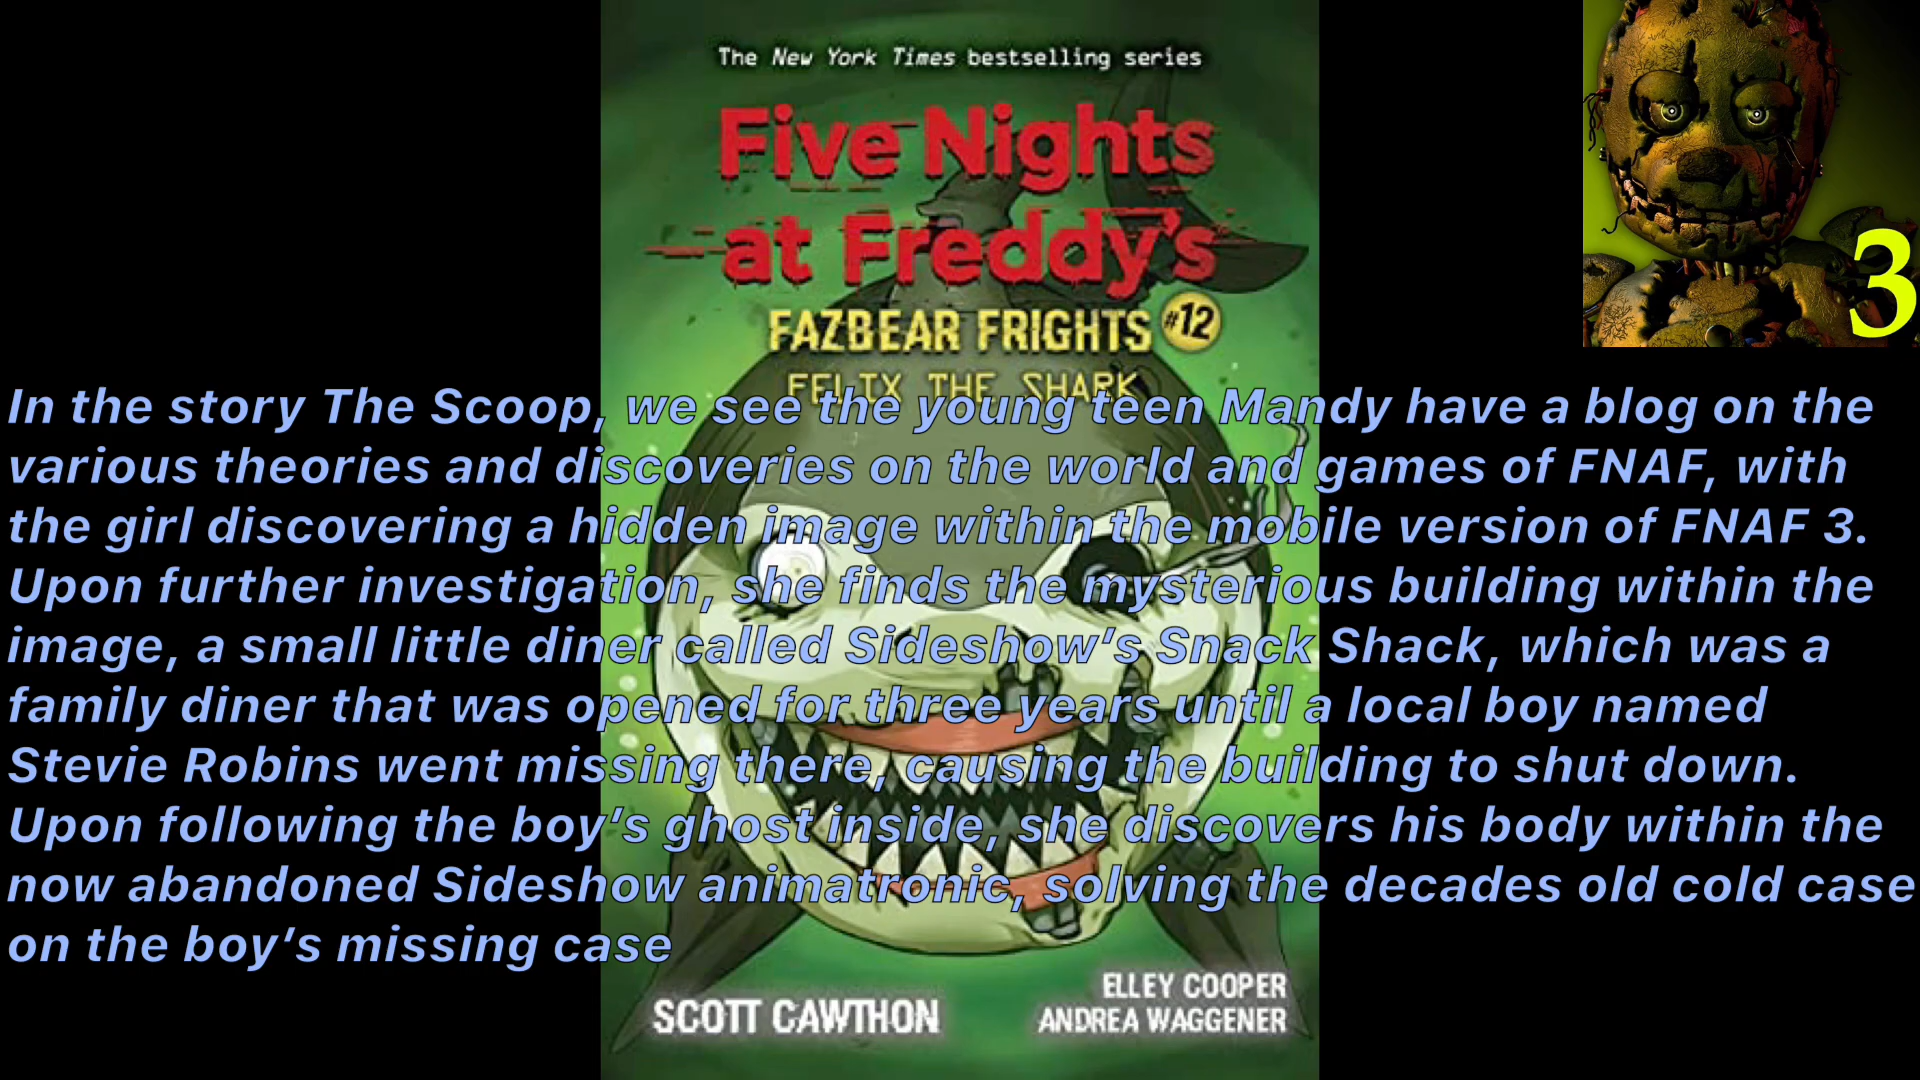 The New York Times bestselling series
Five Nights
at Freddy's
FAZBEAR FRIGHTS #12
FELIX THE SHARK
3
In the story The Scoop, we see the young teen Mandy have a blog on the
various theories and discoveries on the world and games of FNAF, with
the girl discovering a hidden image within the mobile version of FNAF 3.
Upon further investigation, she finds the mysterious building within the
image, a small little diner called Sideshow’s Snack Shack, which was a
family diner that was opened for three years until a local boy named
Stevie Robins went missing there, causing the building to shut down.
Upon following the boy’s ghost inside, she discovers his body within the
now abandoned Sideshow animatronic, solving the decades old cold case
on the boy’s missing case
SCOTT CAWTHON
ELLEY COOPER
ANDREA WAGGENER